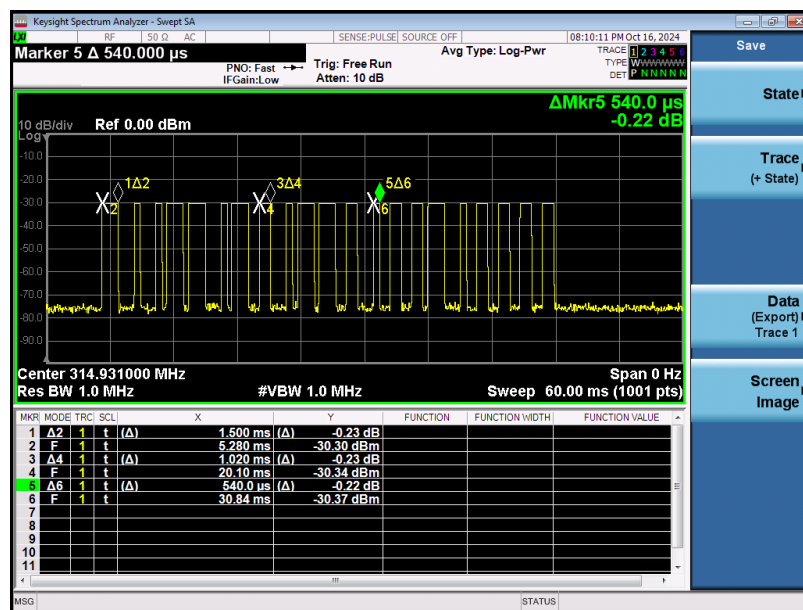 Keysight Spectrum Analyzer - Swept SA
LXI RF 50 Ω AC SENSE:PULSE SOURCE OFF 08:10:11 PM Oct 16, 2024
Marker 5 Δ 540.000 µs
PNO: Fast
IFGain:Low
Trig: Free Run
Atten: 10 dB
Avg Type: Log-Pwr
TRACE 1 2 3 4 5 6
TYPE WWWWWW
DET P N N N N N
ΔMkr5 540.0 µs
-0.22 dB
10 dB/div Ref 0.00 dBm
Log
-10.0
-20.0
-30.0
-40.0
-50.0
-60.0
-70.0
-80.0
-90.0
1Δ2
3Δ4
5Δ6
X2
X4
X6
Center 314.931000 MHz Span 0 Hz
Res BW 1.0 MHz #VBW 1.0 MHz Sweep 60.00 ms (1001 pts)
MKR MODE TRC SCL X Y FUNCTION FUNCTION WIDTH FUNCTION VALUE
1 Δ2 1 t (Δ) 1.500 ms (Δ) -0.23 dB
2 F 1 t 5.280 ms -30.30 dBm
3 Δ4 1 t (Δ) 1.020 ms (Δ) -0.23 dB
4 F 1 t 20.10 ms -30.34 dBm
5 Δ6 1 t (Δ) 540.0 µs (Δ) -0.22 dB
6 F 1 t 30.84 ms -30.37 dBm
7
8
9
10
11
MSG STATUS
Save
State
Trace
(+ State)
Data
(Export)
Trace 1
Screen
Image